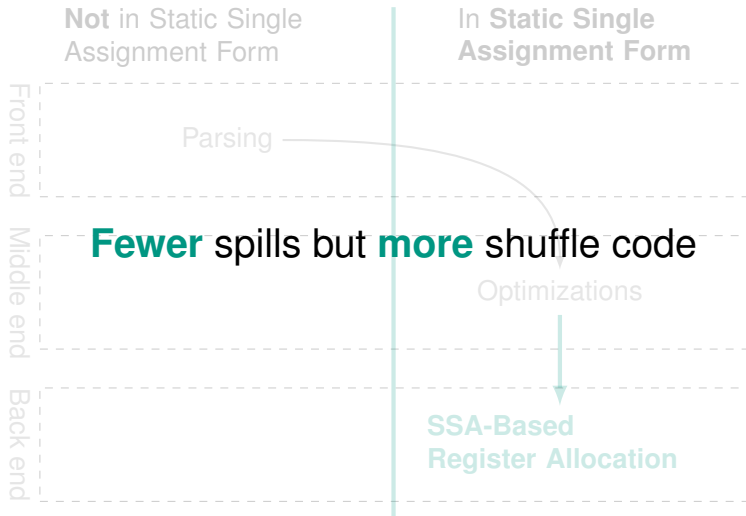 Not in Static Single
Assignment Form
In Static Single
Assignment Form
Front end
Parsing
Fewer spills but more shuffle code
Middle end
Optimizations
Back end
SSA-Based
Register Allocation